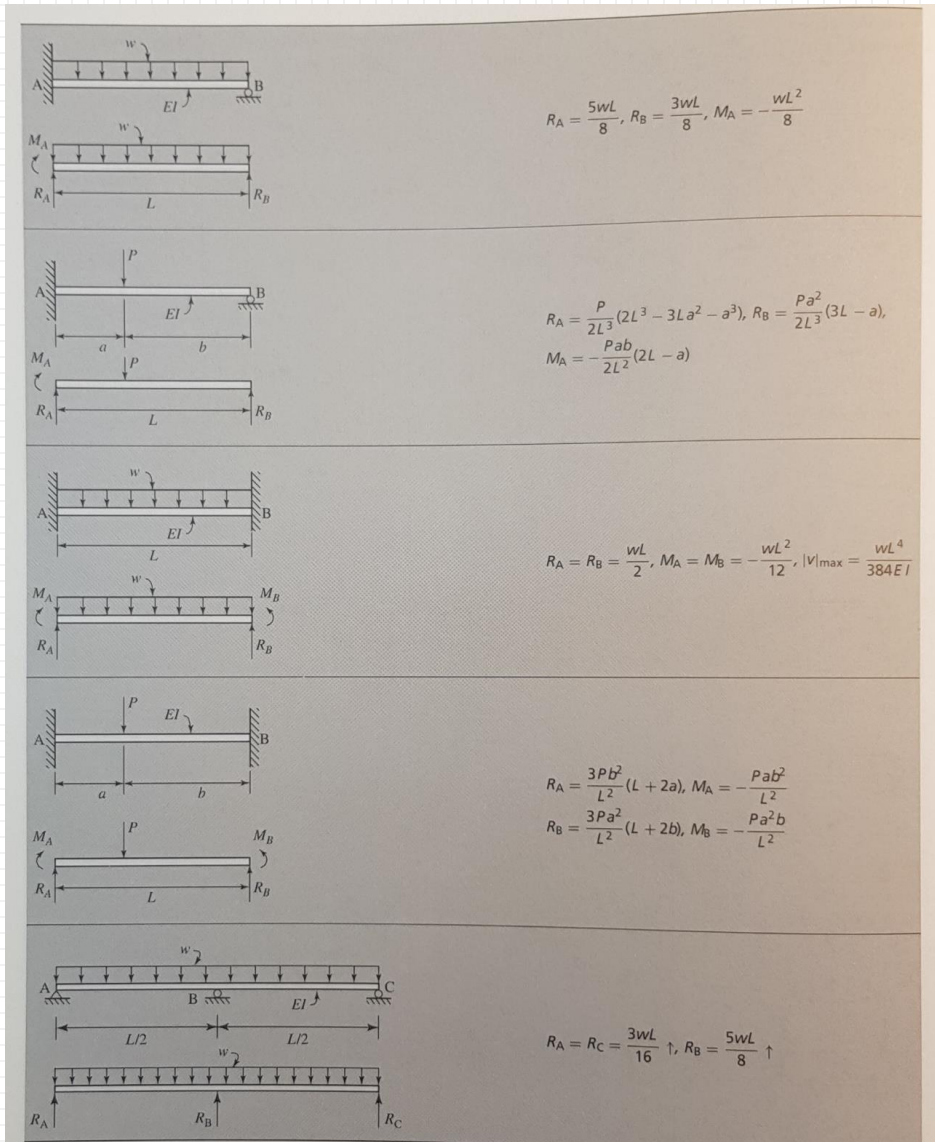 w
A
B
EI
w
M_A
R_A
L
R_B
R_A = 5wL/8, R_B = 3wL/8, M_A = -wL²/8
P
A
B
EI
a
b
M_A
P
R_A
L
R_B
R_A = P/2L³ (2L³ - 3La² - a³), R_B = Pa²/2L³ (3L - a),
M_A = -Pab/2L² (2L - a)
w
A
B
EI
L
w
M_A
M_B
R_A
R_B
R_A = R_B = wL/2, M_A = M_B = -wL²/12, |v|max = wL⁴/384EI
P
EI
A
B
a
b
P
M_A
M_B
R_A
L
R_B
R_A = 3Pb²/L² (L + 2a), M_A = -Pab²/L²
R_B = 3Pa²/L² (L + 2b), M_B = -Pa²b/L²
w
A
B
EI
C
L/2
L/2
w
R_A
R_B
R_C
R_A = R_C = 3wL/16 ↑, R_B = 5wL/8 ↑